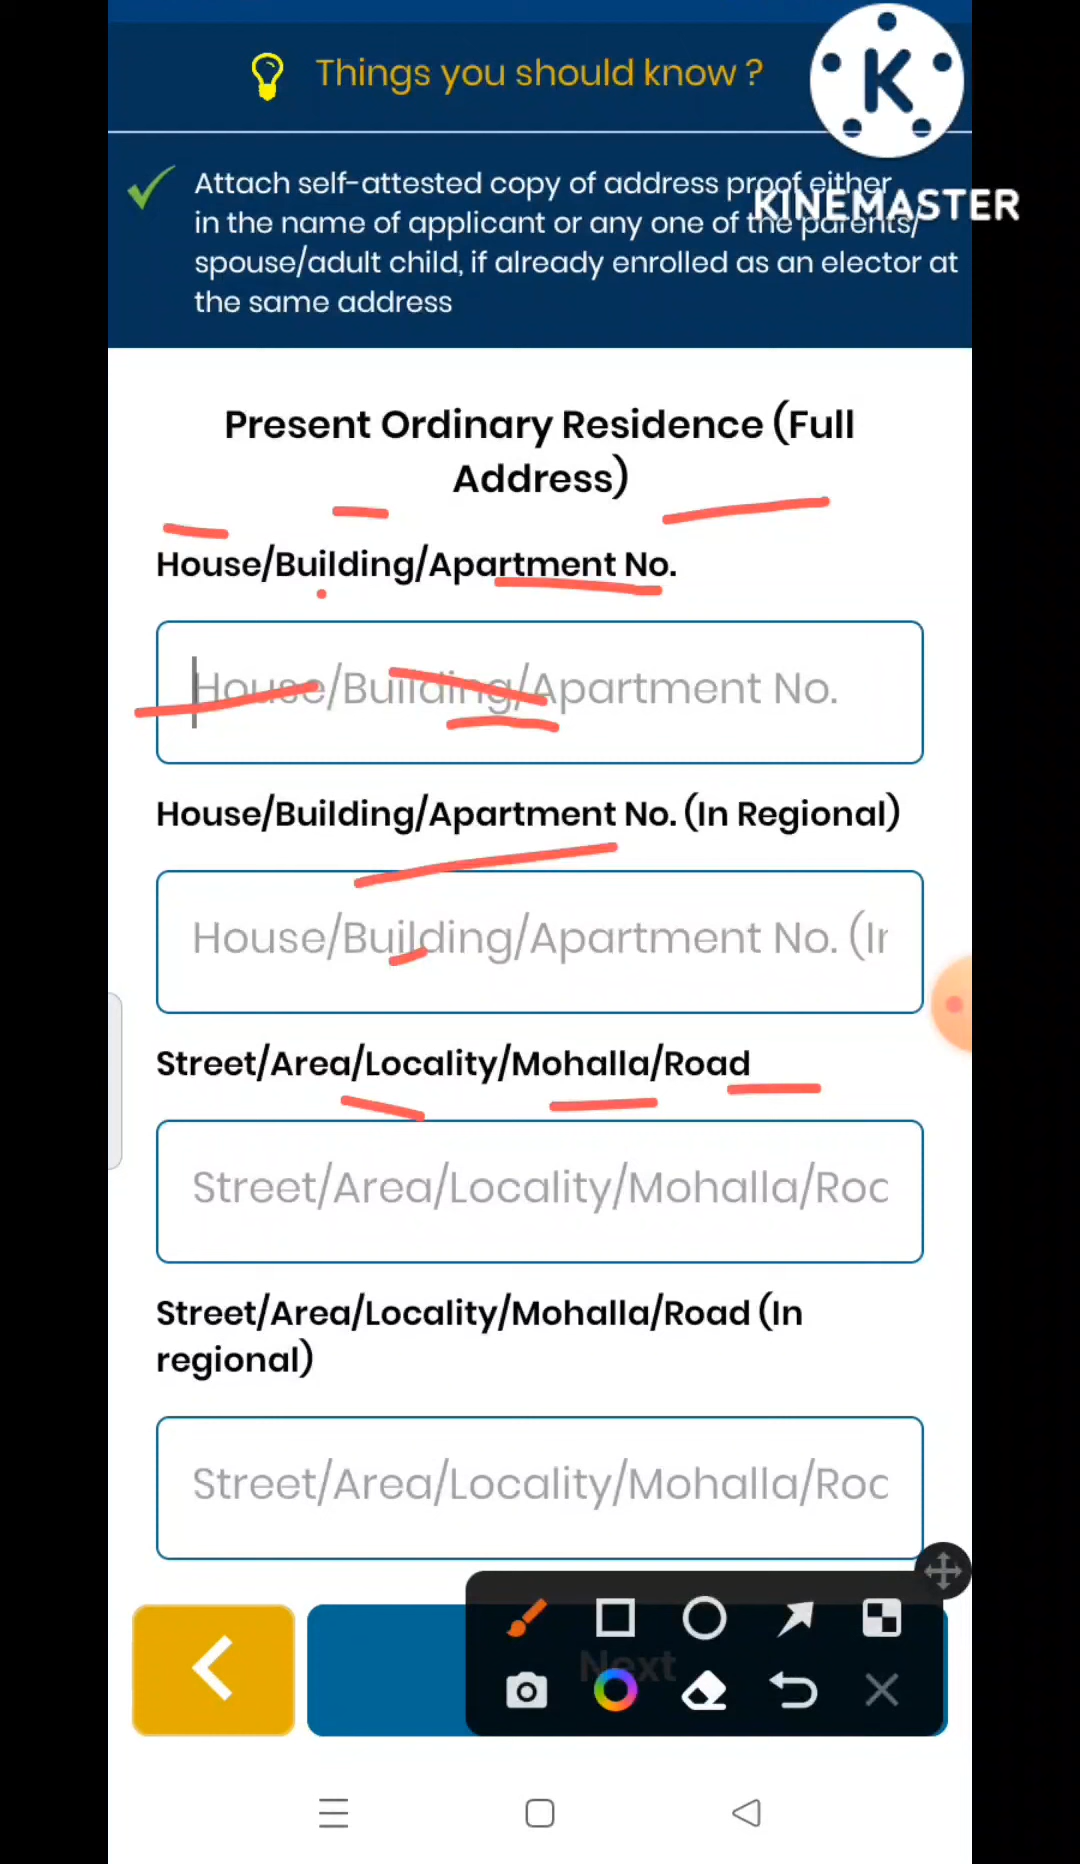 Things you should know ?
K
KINEMASTER
Attach self-attested copy of address proof either
in the name of applicant or any one of the parents/
spouse/adult child, if already enrolled as an elector at
the same address
Present Ordinary Residence (Full
Address)
House/Building/Apartment No.
House/Building/Apartment No.
House/Building/Apartment No. (In Regional)
House/Building/Apartment No. (Ir
Street/Area/Locality/Mohalla/Road
Street/Area/Locality/Mohalla/Roc
Street/Area/Locality/Mohalla/Road (In
regional)
Street/Area/Locality/Mohalla/Roc
Next